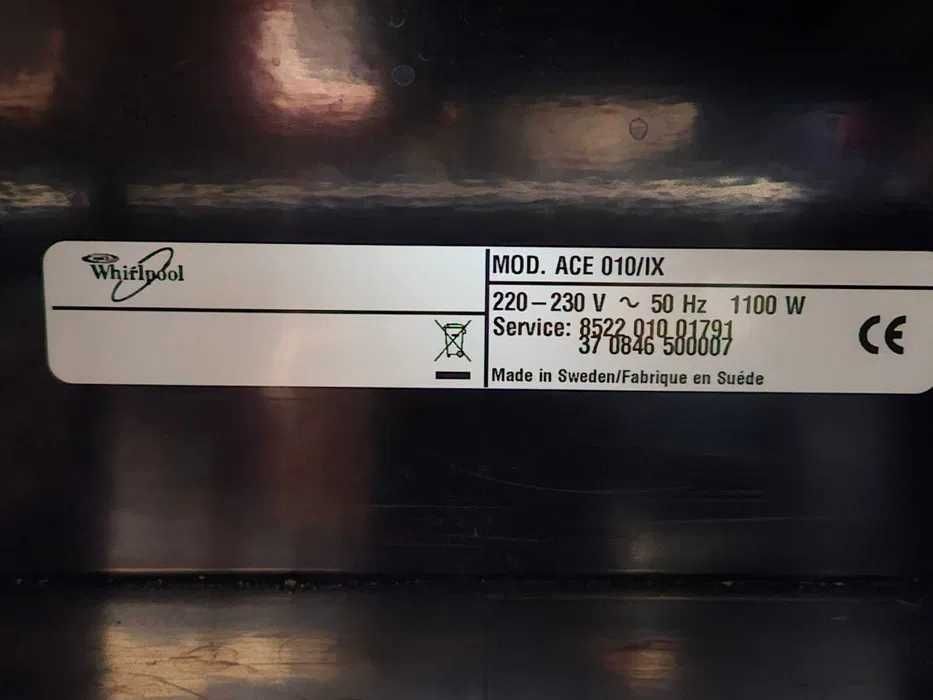 Whirlpool
MOD. ACE 010/IX
220-230 V ~ 50 Hz 1100 W
Service: 8522 010 01791
37 0846 500007
CE
Made in Sweden/Fabrique en Suéde